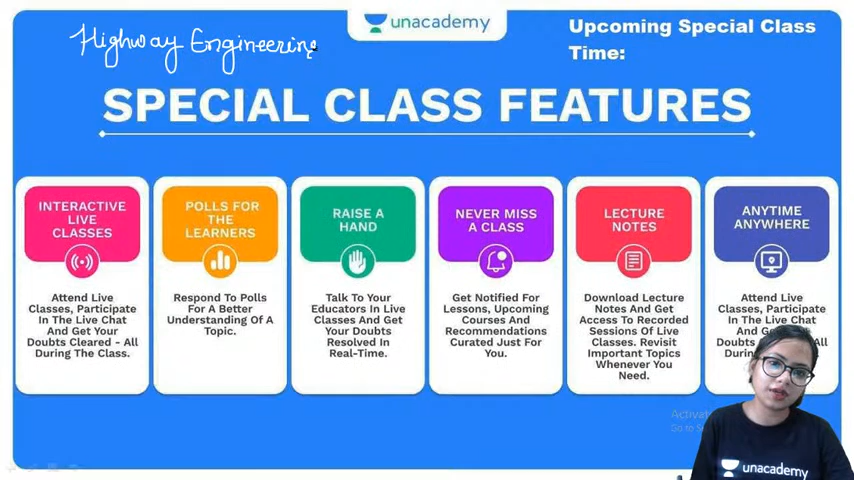 unacademy
Highway Engineering
Upcoming Special Class
Time:
SPECIAL CLASS FEATURES
INTERACTIVE
LIVE
CLASSES
Attend Live
Classes, Participate
In The Live Chat
And Get Your
Doubts Cleared - All
During The Class.
POLLS FOR
THE
LEARNERS
Respond To Polls
For A Better
Understanding Of A
Topic.
RAISE A
HAND
Talk To Your
Educators In Live
Classes And Get
Your Doubts
Resolved In
Real-Time.
NEVER MISS
A CLASS
Get Notified For
Lessons, Upcoming
Courses And
Recommendations
Curated Just For
You.
LECTURE
NOTES
Download Lecture
Notes And Get
Access To Recorded
Sessions Of Live
Classes. Revisit
Important Topics
Whenever You
Need.
ANYTIME
ANYWHERE
Attend Live
Classes, Participate
In The Live Chat
And
Doubts All
unacademy